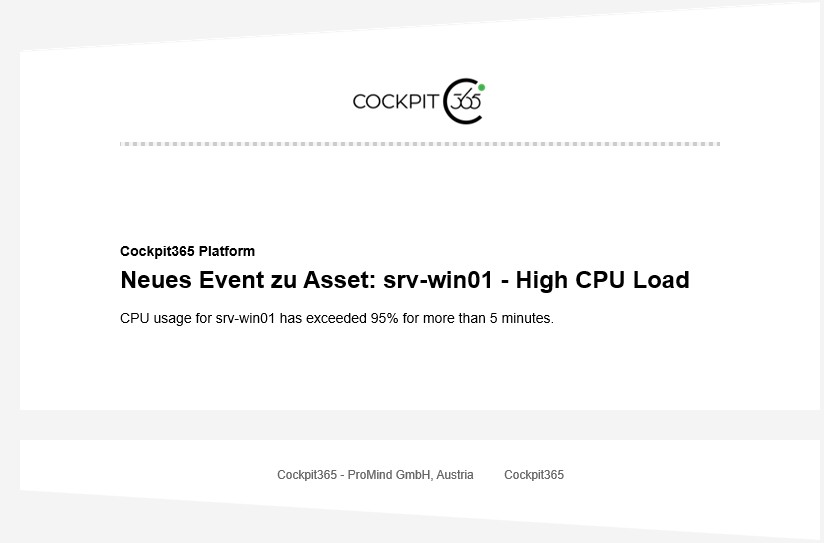 COCKPIT 365
Cockpit365 Platform
Neues Event zu Asset: srv-win01 - High CPU Load
CPU usage for srv-win01 has exceeded 95% for more than 5 minutes.
Cockpit365 - ProMind GmbH, Austria Cockpit365